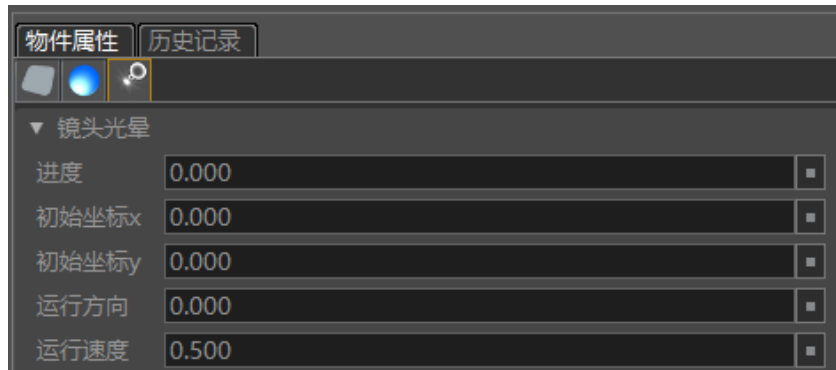 物件属性 历史记录
镜头光晕
进度 0.000
初始坐标x 0.000
初始坐标y 0.000
运行方向 0.000
运行速度 0.500